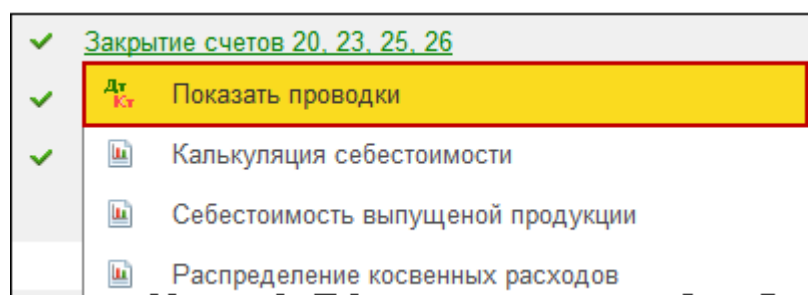 Закрытие счетов 20, 23, 25, 26
Дт Кт Показать проводки
Калькуляция себестоимости
Себестоимость выпущеной продукции
Распределение косвенных расходов